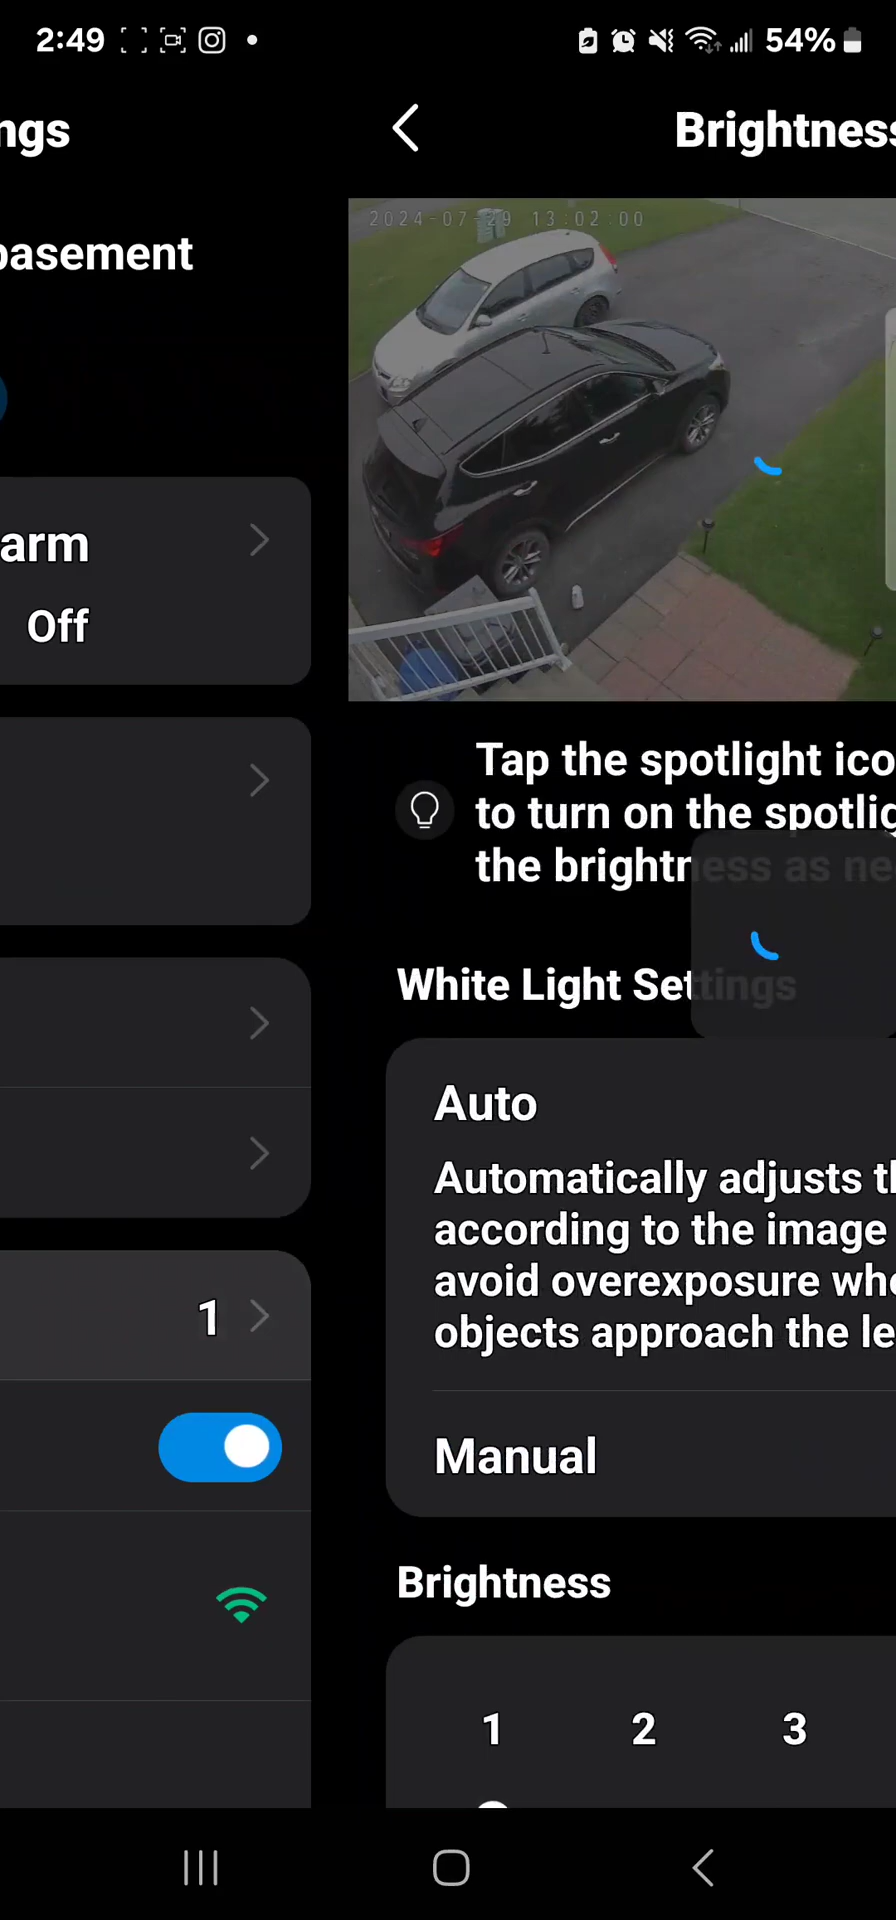 2:49
54%
ngs
Brightness
2024-07-29 13:02:00
basement
arm
Off
Tap the spotlight ico
to turn on the spotlig
the brightness as ne
White Light Settings
Auto
Automatically adjusts th
according to the image
avoid overexposure whe
objects approach the le
1
Manual
Brightness
1 2 3